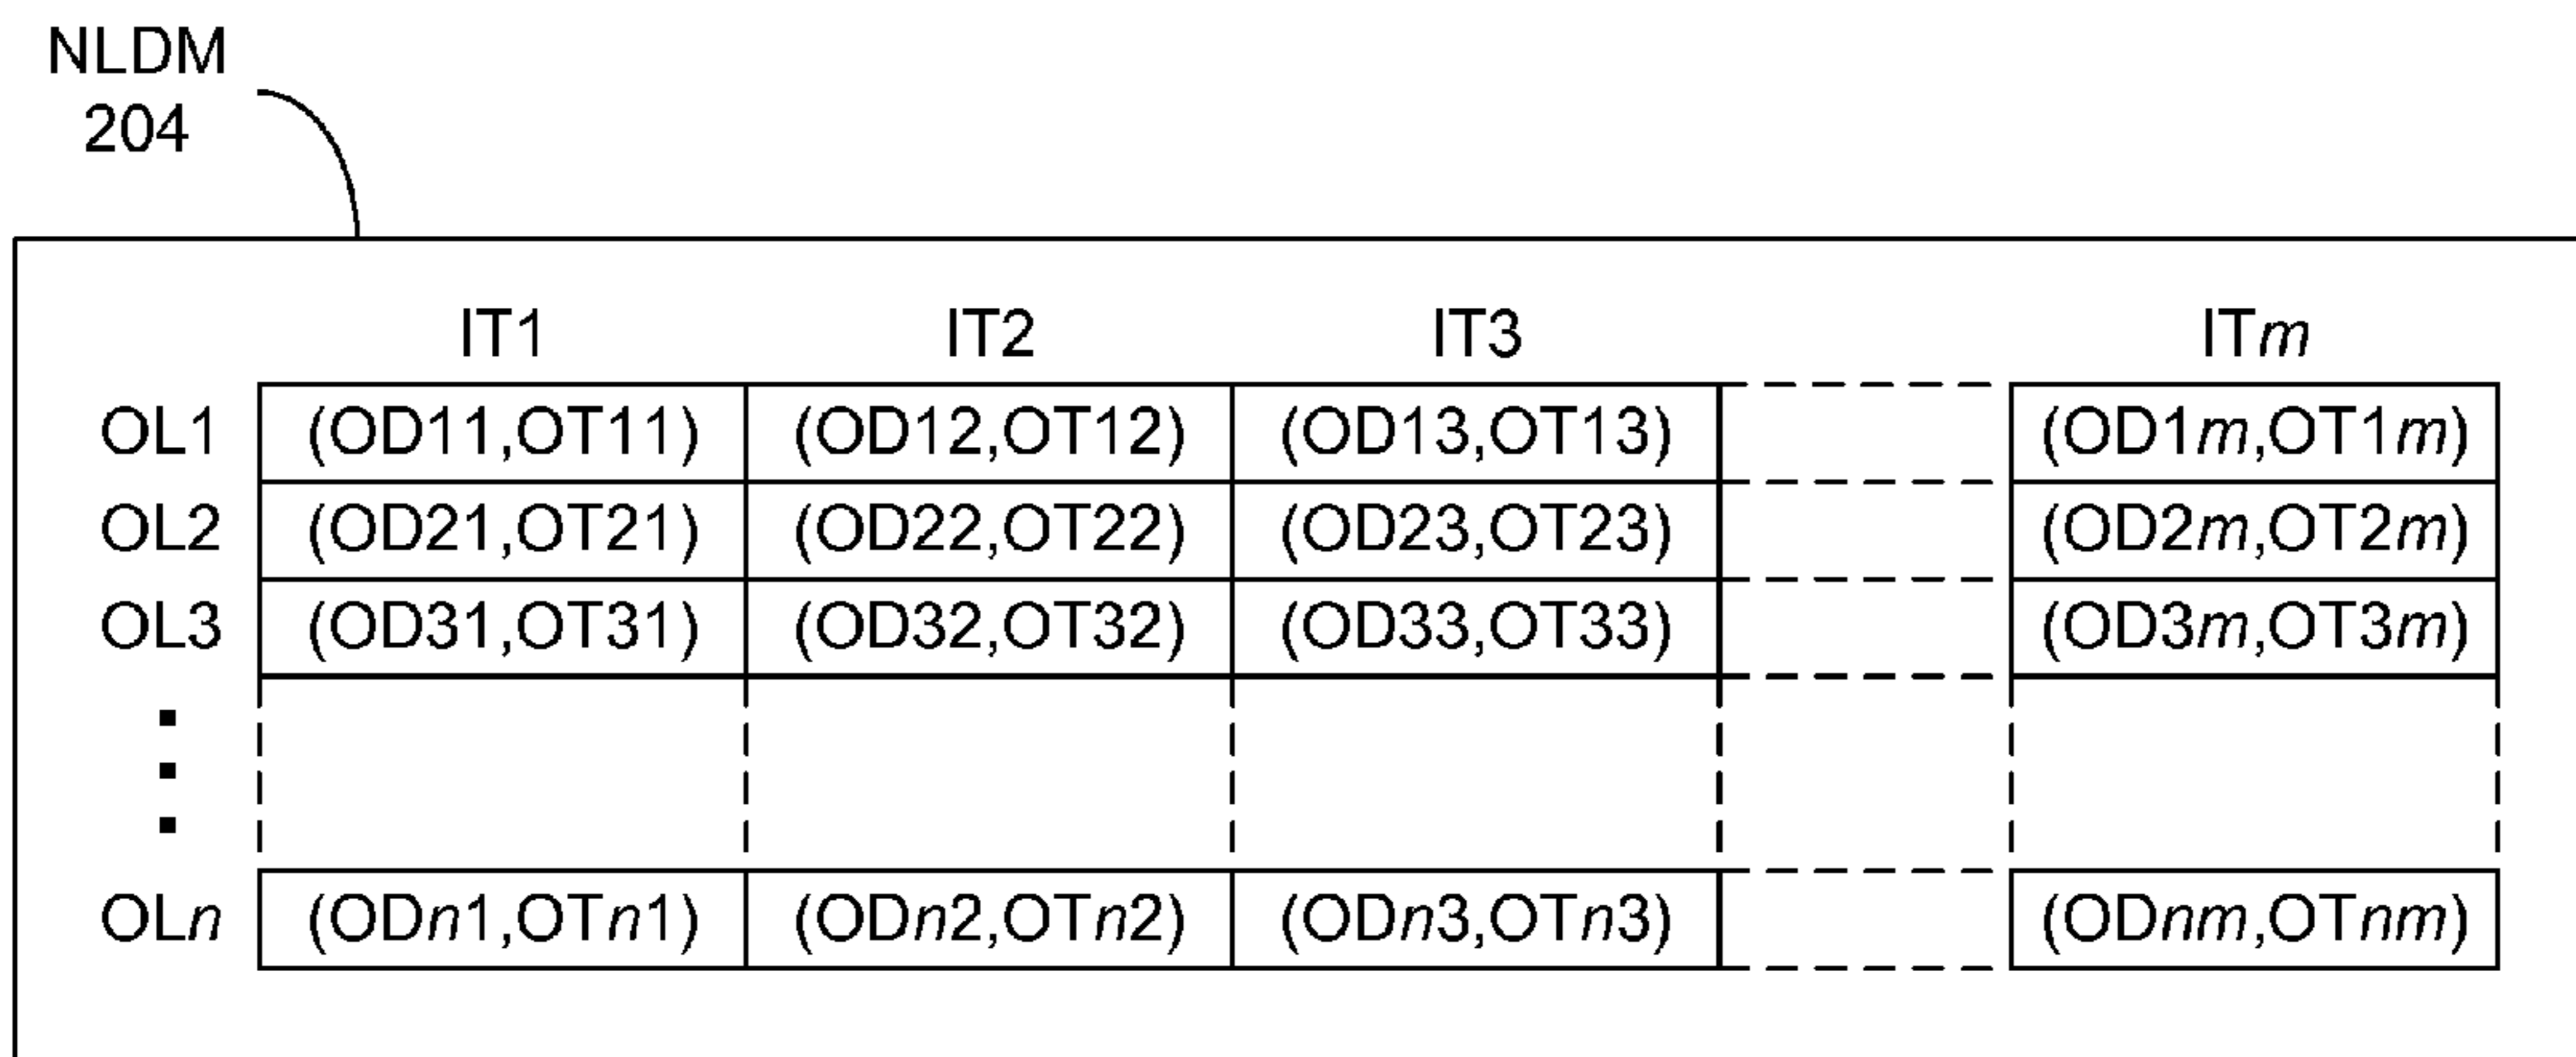 NLDM
204
IT1 IT2 IT3 ITm
OL1 (OD11,OT11) (OD12,OT12) (OD13,OT13) (OD1m,OT1m)
OL2 (OD21,OT21) (OD22,OT22) (OD23,OT23) (OD2m,OT2m)
OL3 (OD31,OT31) (OD32,OT32) (OD33,OT33) (OD3m,OT3m)
OLn (ODn1,OTn1) (ODn2,OTn2) (ODn3,OTn3) (ODnm,OTnm)